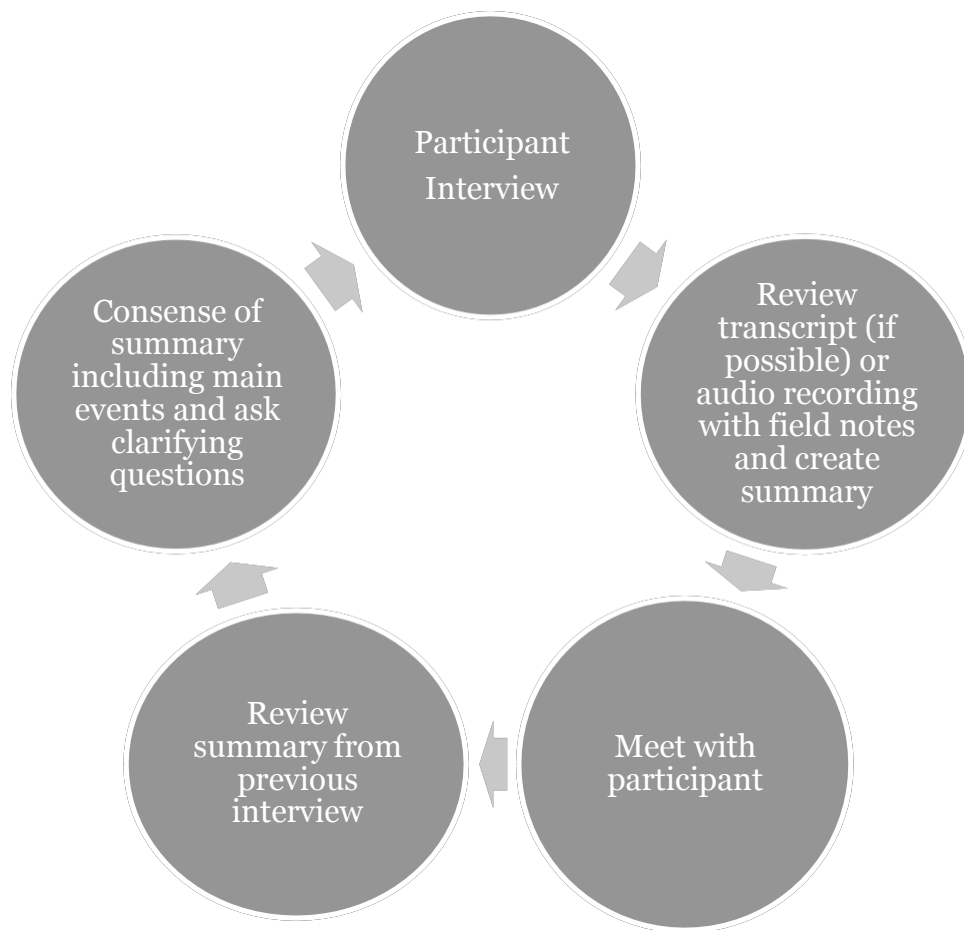 Participant
Interview
Review
transcript (if
possible) or
audio recording
with field notes
and create
summary
Meet with
participant
Review
summary from
previous
interview
Consense of
summary
including main
events and ask
clarifying
questions